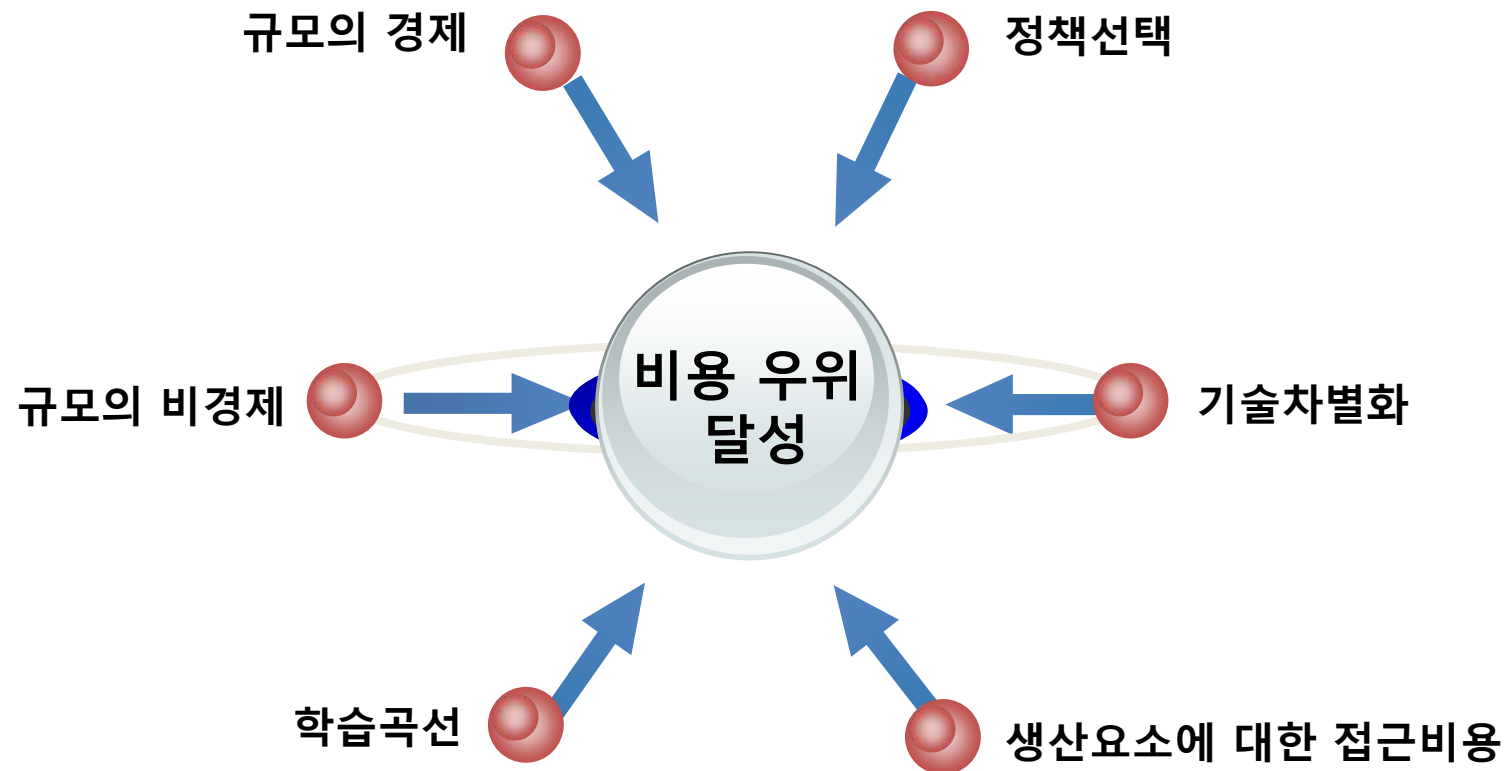 규모의 경제
정책선택
규모의 비경제
비용 우위
달성
기술차별화
학습곡선
생산요소에 대한 접근비용